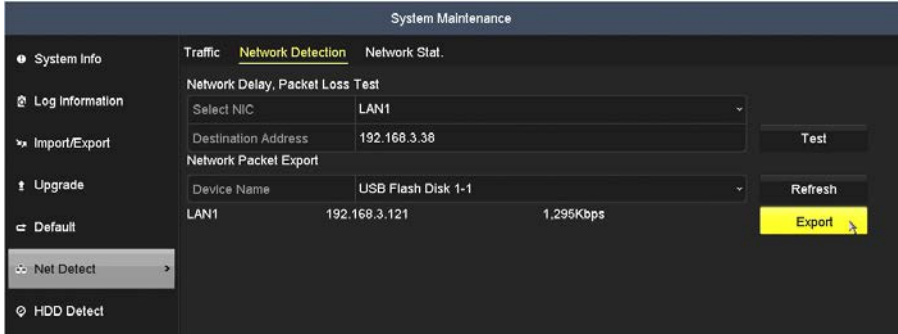 System Maintenance
System Info
Log Information
Import/Export
Upgrade
Default
Net Detect >
HDD Detect
Traffic Network Detection Network Stat.
Network Delay, Packet Loss Test
Select NIC LAN1
Destination Address 192.168.3.38
Test
Network Packet Export
Device Name USB Flash Disk 1-1
Refresh
LAN1 192.168.3.121 1,295Kbps
Export